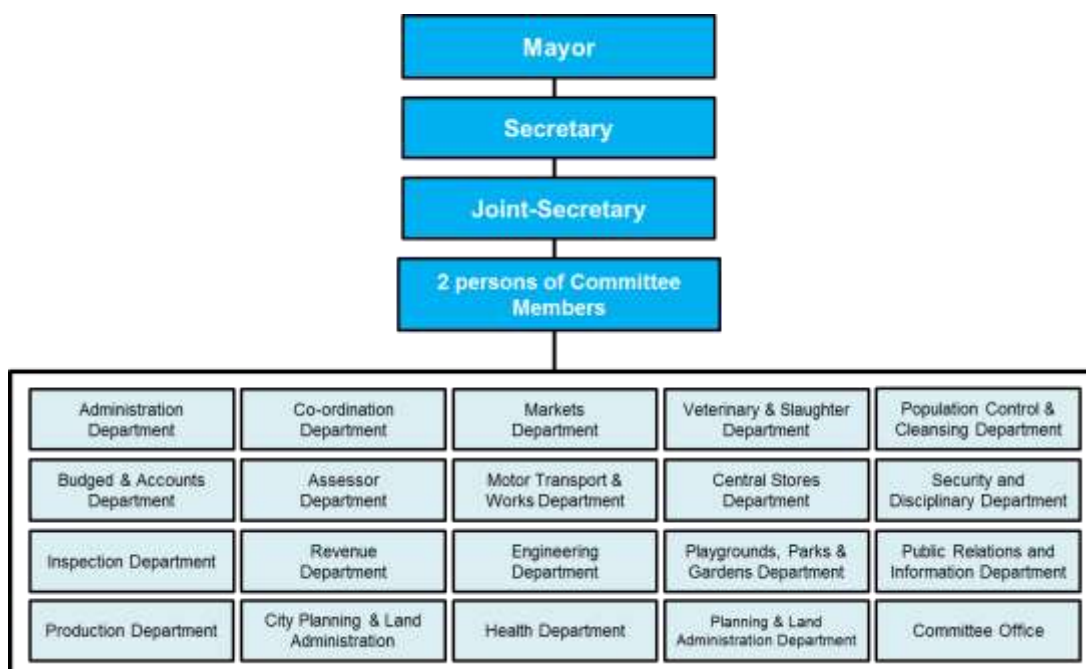 Mayor
Secretary
Joint-Secretary
2 persons of Committee
Members
Administration
Department
Co-ordination
Department
Markets
Department
Veterinary & Slaughter
Department
Population Control &
Cleansing Department
Budged & Accounts
Department
Assessor
Department
Motor Transport &
Works Department
Central Stores
Department
Security and
Disciplinary Department
Inspection Department
Revenue
Department
Engineering
Department
Playgrounds, Parks &
Gardens Department
Public Relations and
Information Department
Production Department
City Planning & Land
Administration
Health Department
Planning & Land
Administration Department
Committee Office